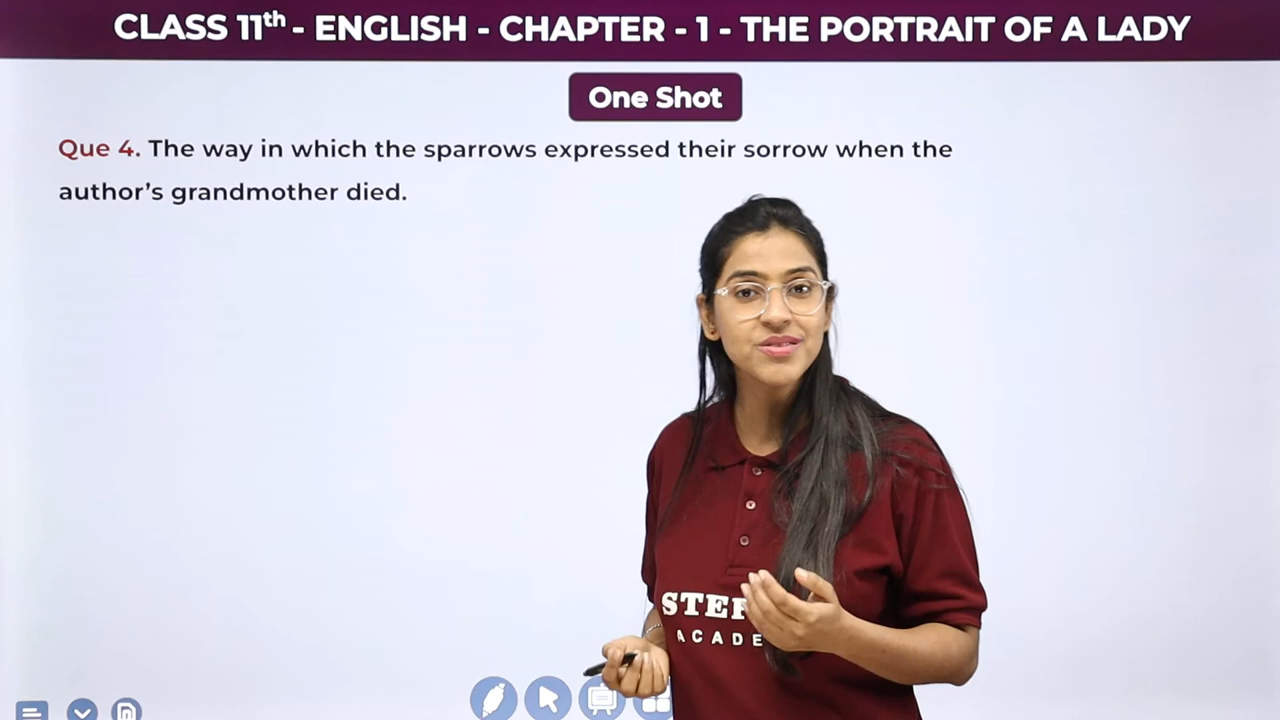 CLASS 11th - ENGLISH - CHAPTER - 1 - THE PORTRAIT OF A LADY
One Shot
Que 4. The way in which the sparrows expressed their sorrow when the
author’s grandmother died.